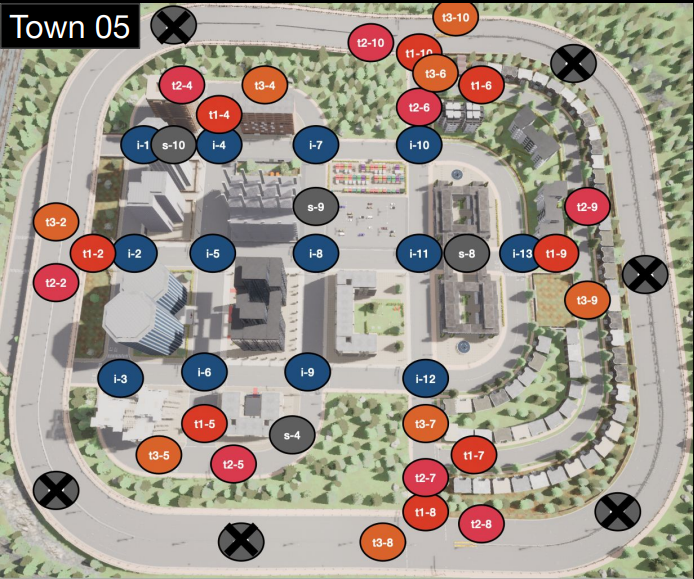 Town 05
t3-10
t2-10
t1-10
t3-6
t2-4
t3-4
t1-6
t2-6
t1-4
i-1
s-10
i-4
i-7
i-10
s-9
t2-9
t3-2
t1-2
i-2
i-5
i-8
i-11
s-8
i-13
t1-9
t2-2
t3-9
i-3
i-6
i-9
i-12
t1-5
s-4
t3-7
t3-5
t2-5
t1-7
t2-7
t1-8
t2-8
t3-8